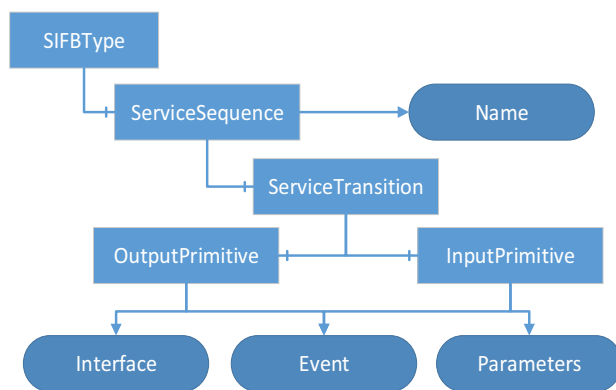 SIFBType
ServiceSequence
Name
ServiceTransition
OutputPrimitive
InputPrimitive
Interface
Event
Parameters